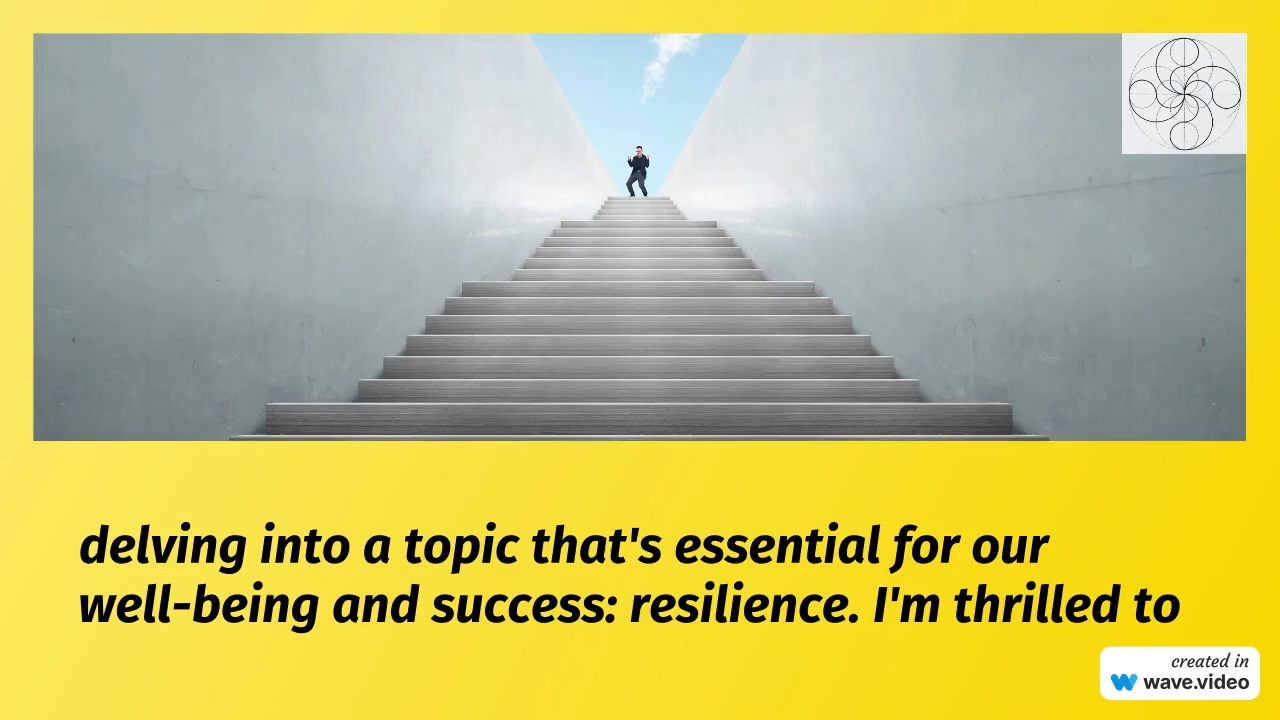 delving into a topic that's essential for our
well-being and success: resilience. I'm thrilled to
created in
wave.video